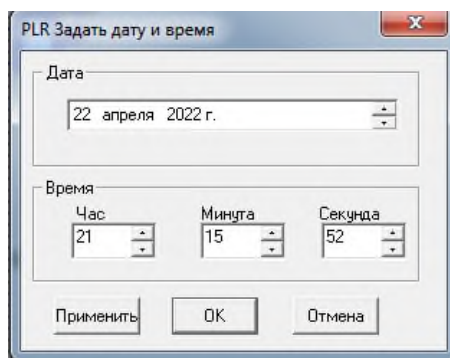 PLR Задать дату и время
Дата
22 апреля 2022 г.
Время
Час Минута Секунда
21 15 52
Применить OK Отмена